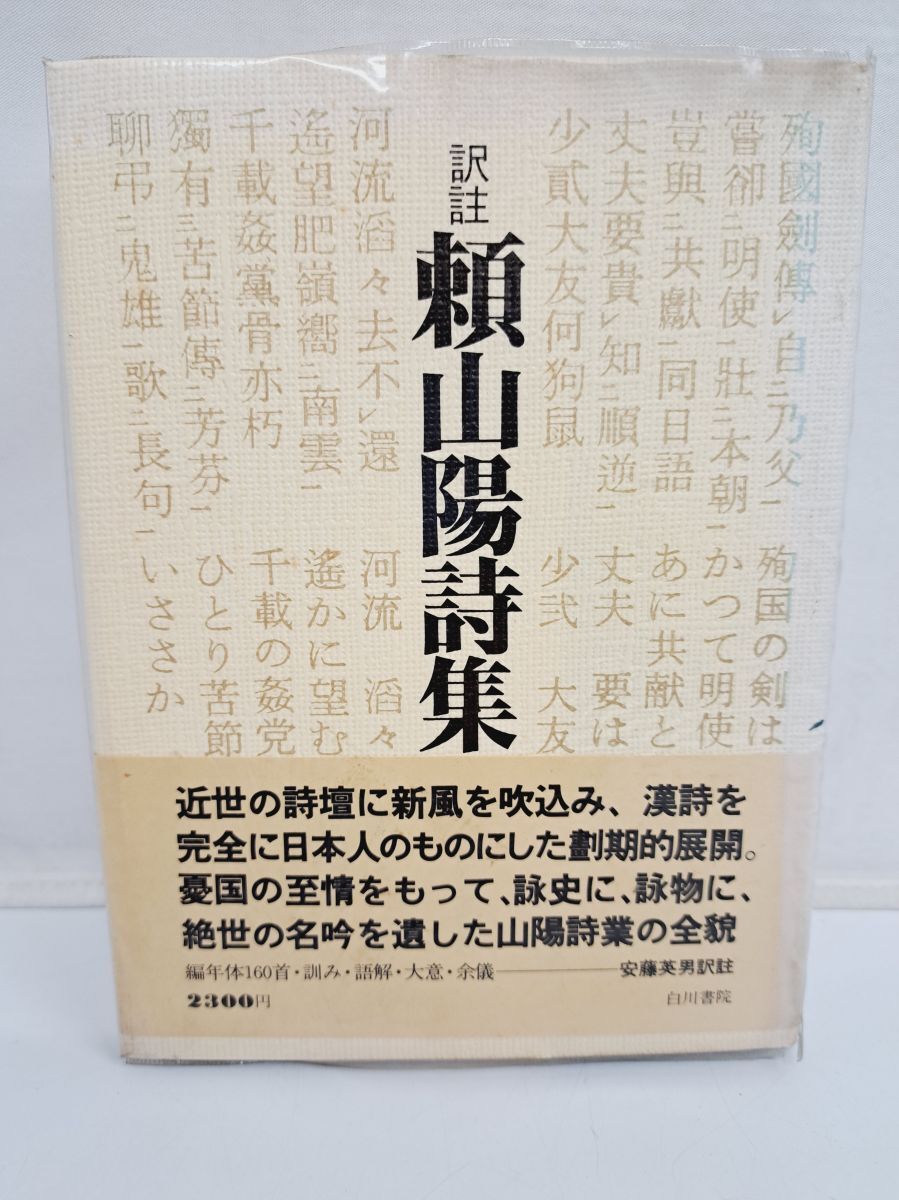 訳註
頼山陽詩集
殉國劍傳㆑自㆓乃父㆒
嘗卻㆓明使㆒壯㆓本朝㆒
豈與㆓共獻㆒同日語
丈夫要貴㆑知㆓順逆㆒
少貳大友何狗鼠
河流滔々去不㆑還
遙望肥嶺嚮㆓南雲㆒
千載姦黨骨亦朽
獨有㆔苦節傳㆓芳芬㆒
聊弔㆓鬼雄㆒歌㆓長句㆒
殉国の剣は
かつて明使
あに共献と
丈夫　要は
少弐　大友
河流　滔々
遙かに望む
千載の姦党
ひとり苦節
いささか
近世の詩壇に新風を吹込み、漢詩を
完全に日本人のものにした劃期的展開。
憂国の至情をもって、詠史に、詠物に、
絶世の名吟を遺した山陽詩業の全貌
編年体160首・訓み・語解・大意・余儀――安藤英男訳註
2300円　白川書院